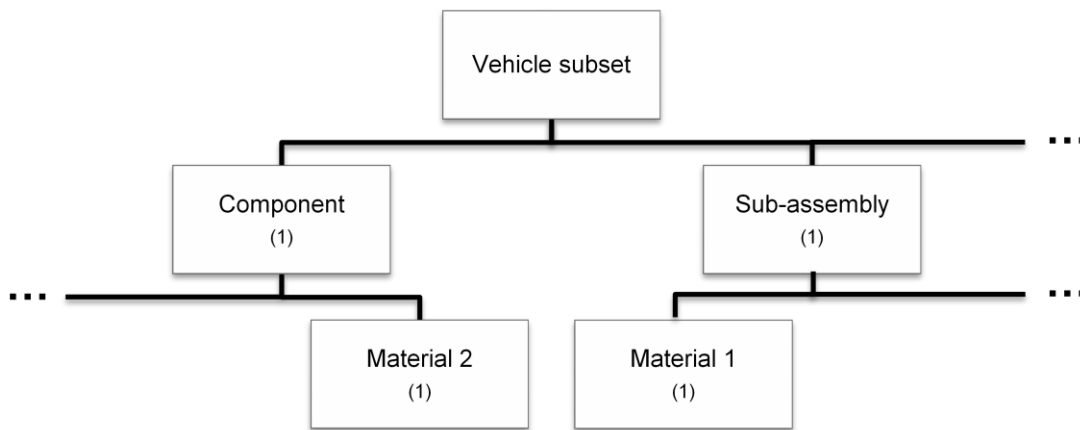 Vehicle subset
...
Component
(1)
Sub-assembly
(1)
...
...
Material 2
(1)
Material 1
(1)